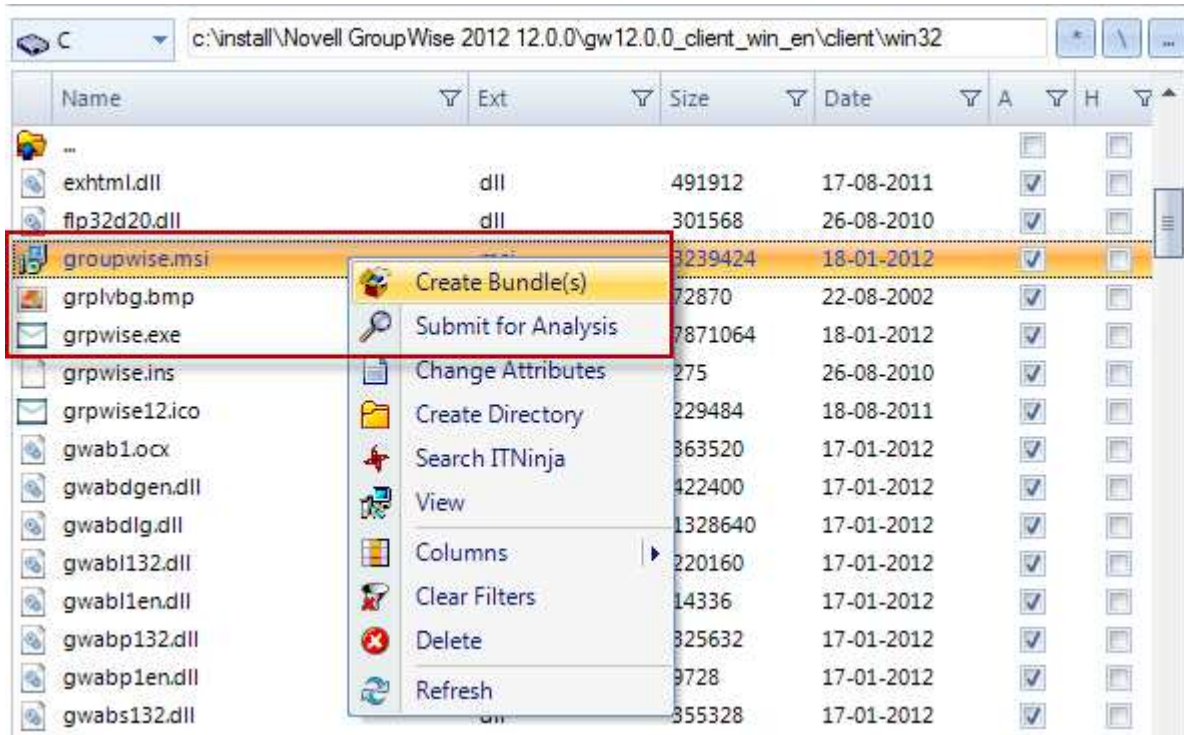 C c:\install\Novell GroupWise 2012 12.0.0\gw12.0.0_client_win_en\client\win32 * \ ...
Name Ext Size Date A H
...
exhtml.dll dll 491912 17-08-2011
flp32d20.dll dll 301568 26-08-2010
groupwise.msi 3239424 18-01-2012
Create Bundle(s)
grplvbg.bmp 72870 22-08-2002
Submit for Analysis
grpwise.exe 7871064 18-01-2012
Change Attributes
grpwise.ins 275 26-08-2010
Create Directory
grpwise12.ico 229484 18-08-2011
Search ITNinja
gwab1.ocx 363520 17-01-2012
View
gwabdgen.dll 422400 17-01-2012
gwabdlg.dll 1328640 17-01-2012
Columns
gwabl132.dll 220160 17-01-2012
Clear Filters
gwabl1en.dll 14336 17-01-2012
Delete
gwabp132.dll 325632 17-01-2012
Refresh
gwabp1en.dll 9728 17-01-2012
gwabs132.dll dll 355328 17-01-2012